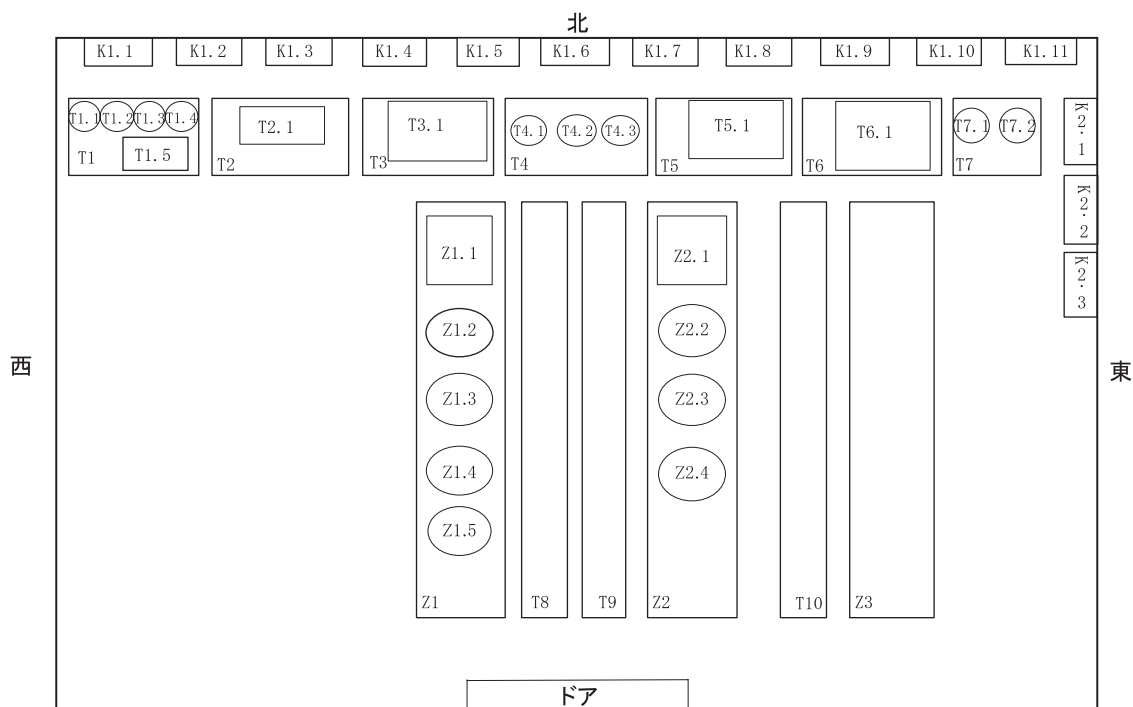 北
K1.1 K1.2 K1.3 K1.4 K1.5 K1.6 K1.7 K1.8 K1.9 K1.10 K1.11
T1.1 T1.2 T1.3 T1.4 T2.1 T3.1 T4.1 T4.2 T4.3 T5.1 T6.1 T7.1 T7.2 K2.1
T1 T1.5 T2 T3 T4 T5 T6 T7
K2.2
Z1.1 Z2.1 K2.3
Z1.2 Z2.2
西 東
Z1.3 Z2.3
Z1.4 Z2.4
Z1.5
Z1 T8 T9 Z2 T10 Z3
ドア